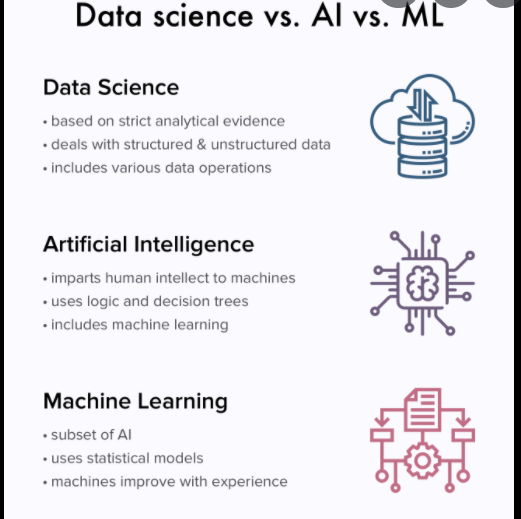 Data science vs. AI vs. ML
Data Science
• based on strict analytical evidence
• deals with structured & unstructured data
• includes various data operations
Artificial Intelligence
• imparts human intellect to machines
• uses logic and decision trees
• includes machine learning
Machine Learning
• subset of AI
• uses statistical models
• machines improve with experience